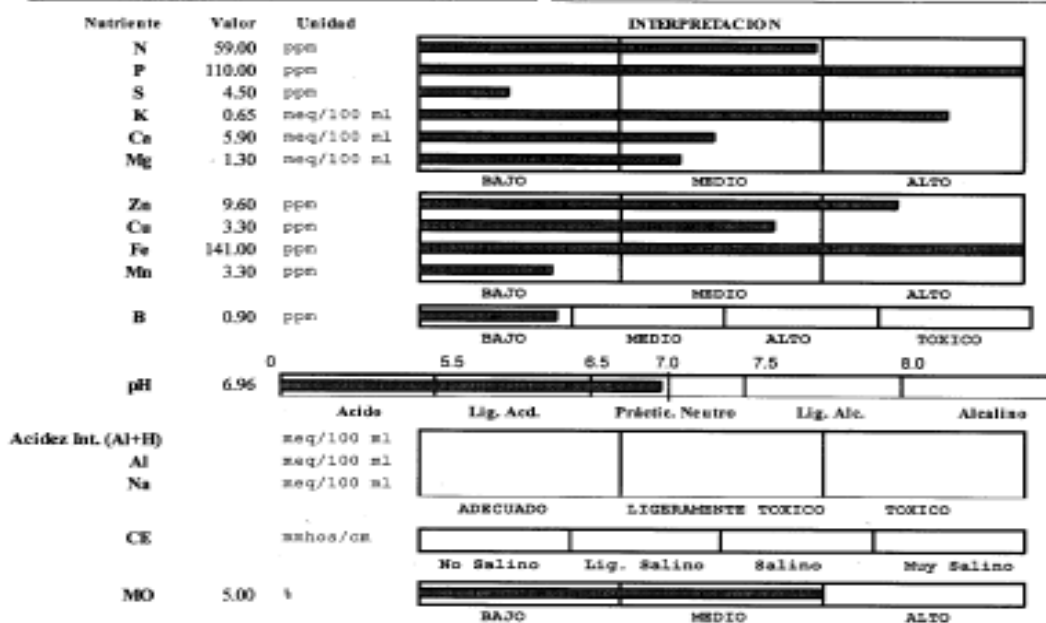 Nutriente Valor Unidad INTERPRETACION
N 59.00 ppm
P 110.00 ppm
S 4.50 ppm
K 0.65 meq/100 ml
Ca 5.90 meq/100 ml
Mg 1.30 meq/100 ml
BAJO MEDIO ALTO
Zn 9.60 ppm
Cu 3.30 ppm
Fe 141.00 ppm
Mn 3.30 ppm
BAJO MEDIO ALTO
B 0.90 ppm
BAJO MEDIO ALTO TOXICO
0 5.5 6.5 7.0 7.5 8.0
pH 6.96
Acido Lig. Acd. Práctic. Neutro Lig. Alc. Alcalino
Acidez Int. (Al+H) meq/100 ml
Al meq/100 ml
Na meq/100 ml
ADECUADO LIGERAMENTE TOXICO TOXICO
CE mmhos/cm
No Salino Lig. Salino Salino Muy Salino
MO 5.00 %
BAJO MEDIO ALTO